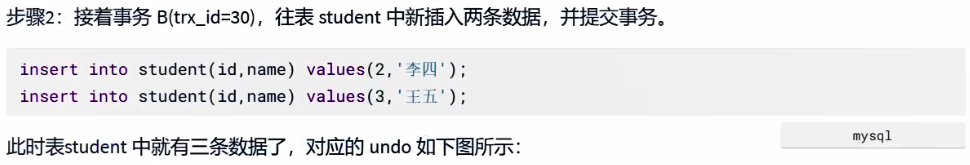 步骤2：接着事务 B(trx_id=30)，往表 student 中新插入两条数据，并提交事务。
insert into student(id,name) values(2,'李四');
insert into student(id,name) values(3,'王五');
此时表student 中就有三条数据了，对应的 undo 如下图所示：
mysql